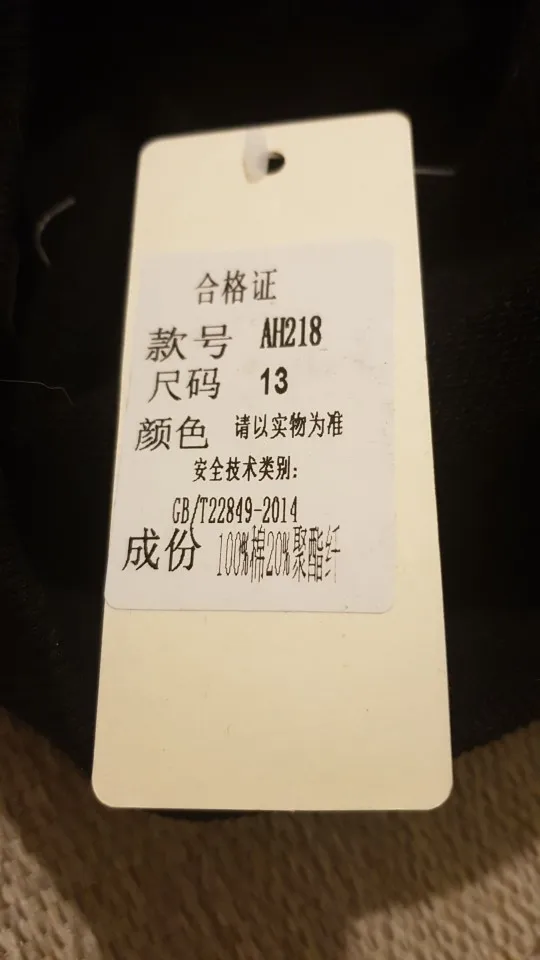 合格证
款号 AH218
尺码 13
颜色 请以实物为准
安全技术类别:
GB/T22849-2014
成份 100%棉20%聚酯纤